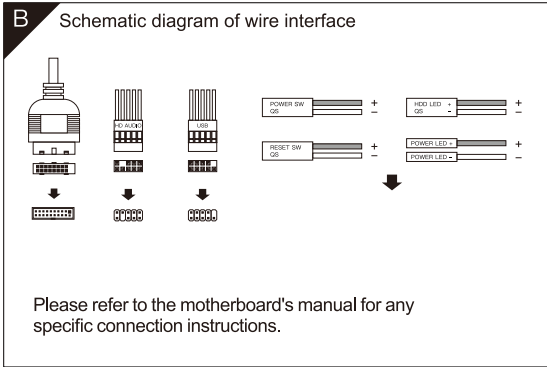 B
Schematic diagram of wire interface
HD AUDIO
USB
POWER SW + 
QS −
HDD LED + +
QS − −
RESET SW +
QS −
POWER LED + +
POWER LED − −
Please refer to the motherboard's manual for any
specific connection instructions.